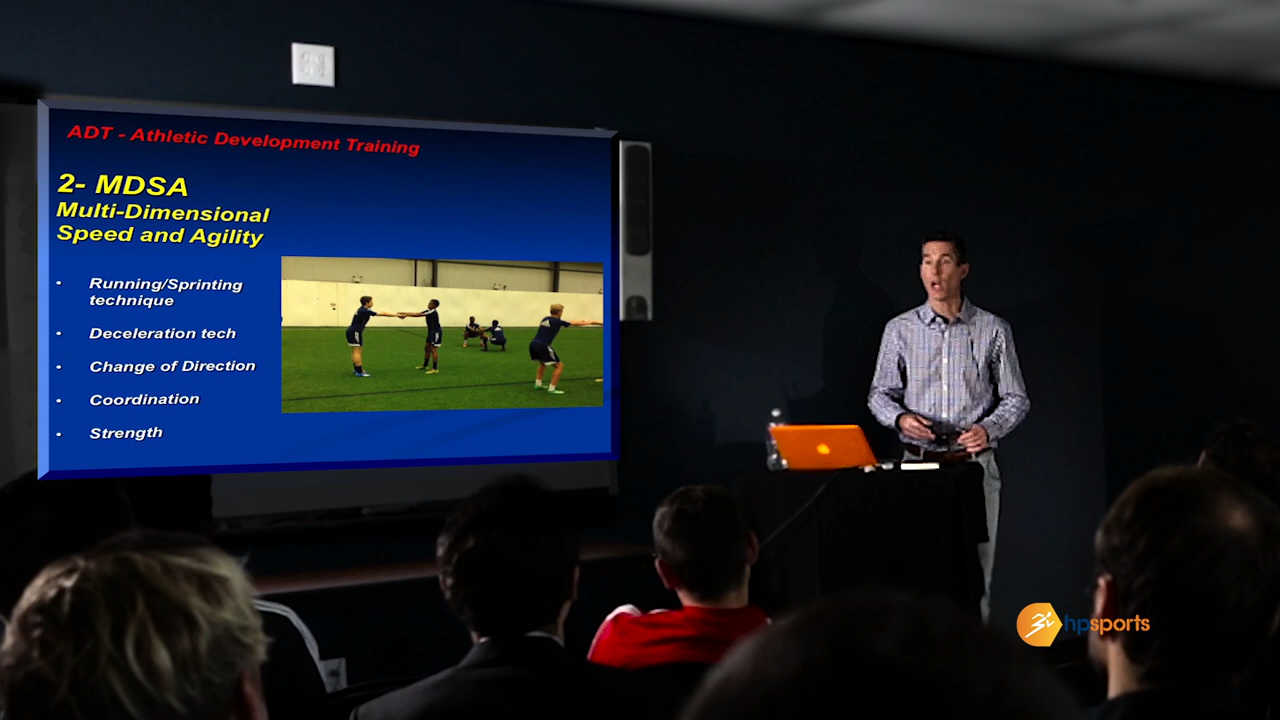 ADT - Athletic Development Training
2- MDSA
Multi-Dimensional
Speed and Agility
• Running/Sprinting
technique
• Deceleration tech
• Change of Direction
• Coordination
• Strength
hpsports